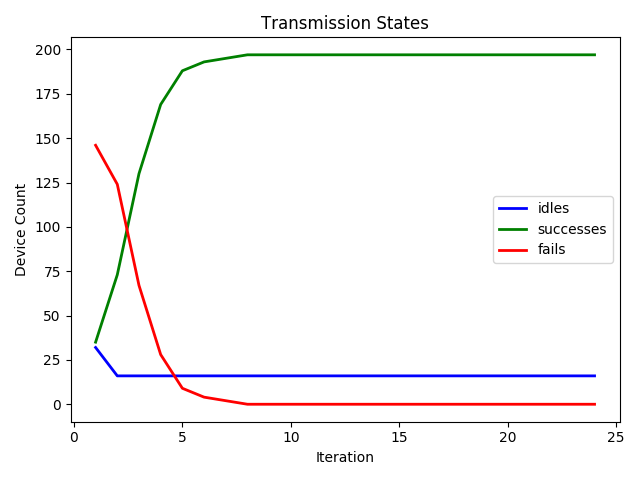 Transmission States
Device Count
200
175
150
125
100
75
50
25
0
idles
successes
fails
0 5 10 15 20 25
Iteration